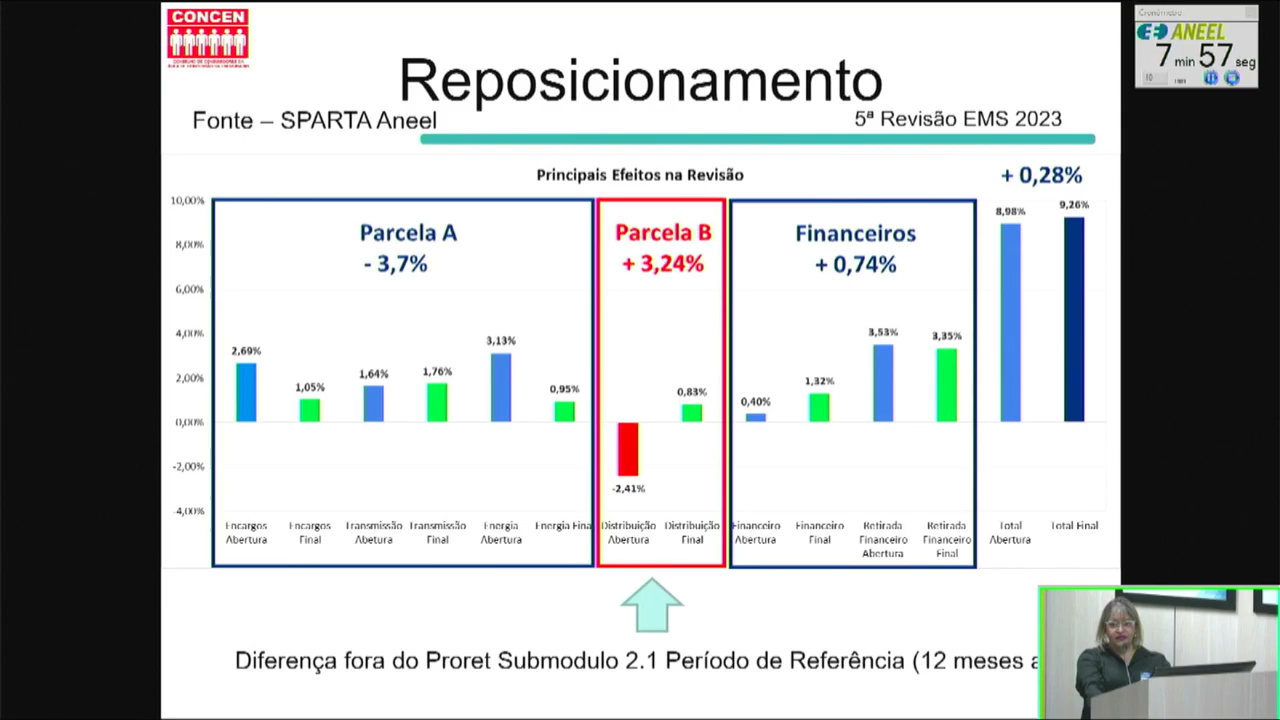 CONCEN
Reposicionamento
Fonte – SPARTA Aneel
5ª Revisão EMS 2023
Cronômetro
ANEEL
7 min 57 seg
10
Principais Efeitos na Revisão
+ 0,28%
Parcela A
- 3,7%
Parcela B
+ 3,24%
Financeiros
+ 0,74%
10,00%
8,00%
6,00%
4,00%
2,00%
0,00%
-2,00%
-4,00%
2,69%
1,05%
1,64%
1,76%
3,13%
0,95%
-2,41%
0,83%
0,40%
1,32%
3,53%
3,35%
8,98%
9,26%
Encargos Abertura
Encargos Final
Transmissão Abetura
Transmissão Final
Energia Abertura
Energia Final
Distribuição Abertura
Distribuição Final
Financeiro Abertura
Financeiro Final
Retirada Financeiro Abertura
Retirada Financeiro Final
Total Abertura
Total Final
Diferença fora do Proret Submodulo 2.1 Período de Referência (12 meses